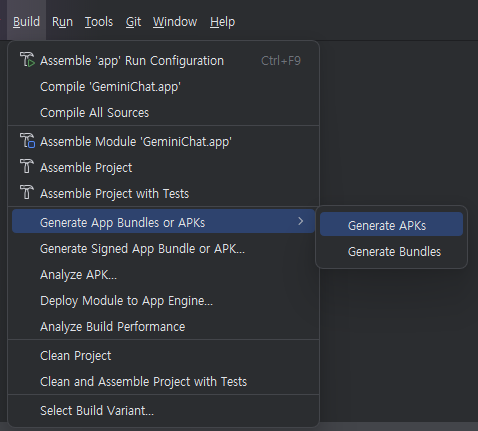 Build Run Tools Git Window Help
Assemble 'app' Run Configuration Ctrl+F9
Compile 'GeminiChat.app'
Compile All Sources
Assemble Module 'GeminiChat.app'
Assemble Project
Assemble Project with Tests
Generate App Bundles or APKs
Generate APKs
Generate Signed App Bundle or APK...
Generate Bundles
Analyze APK...
Deploy Module to App Engine...
Analyze Build Performance
Clean Project
Clean and Assemble Project with Tests
Select Build Variant...